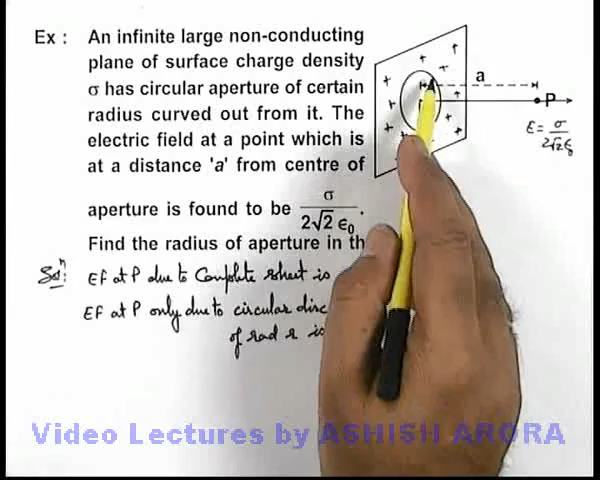 Ex : An infinite large non-conducting
plane of surface charge density
σ has circular aperture of certain
radius curved out from it. The
electric field at a point which is
at a distance 'a' from centre of
aperture is found to be σ/2√2 ε₀.
Find the radius of aperture in th
Solⁿ: EF at P due to Complete sheet is
EF at P only due to circular disc
of rad r is
a
P
E = σ/2√2ε₀
Video Lectures by ASHISH ARORA